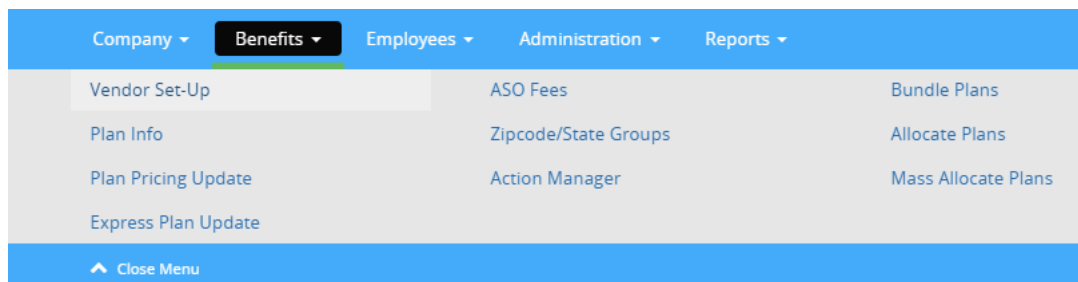 Company Benefits Employees Administration Reports
Vendor Set-Up ASO Fees Bundle Plans
Plan Info Zipcode/State Groups Allocate Plans
Plan Pricing Update Action Manager Mass Allocate Plans
Express Plan Update
Close Menu